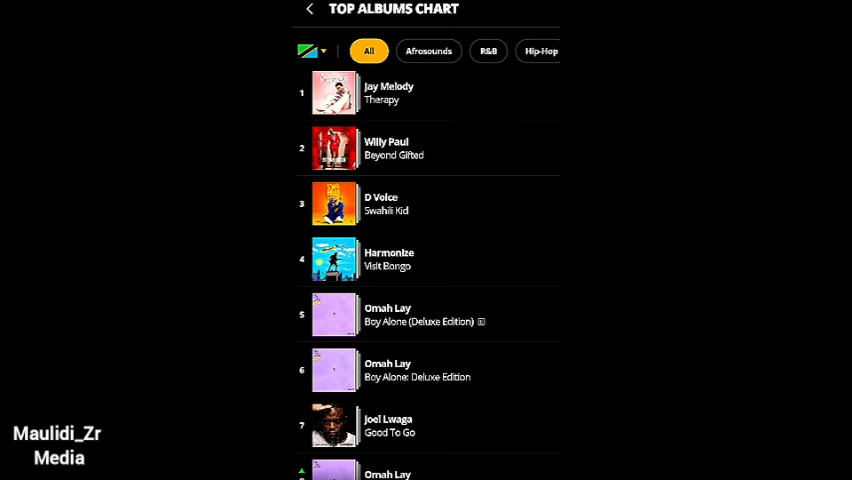 TOP ALBUMS CHART
All
Afrosounds
R&B
Hip-Hop
1
Jay Melody
Therapy
2
Willy Paul
Beyond Gifted
3
D Voice
Swahili Kid
4
Harmonize
Visit Bongo
5
Omah Lay
Boy Alone (Deluxe Edition) E
6
Omah Lay
Boy Alone: Deluxe Edition
7
Joel Lwaga
Good To Go
Omah Lay
Maulidi_Zr
Media